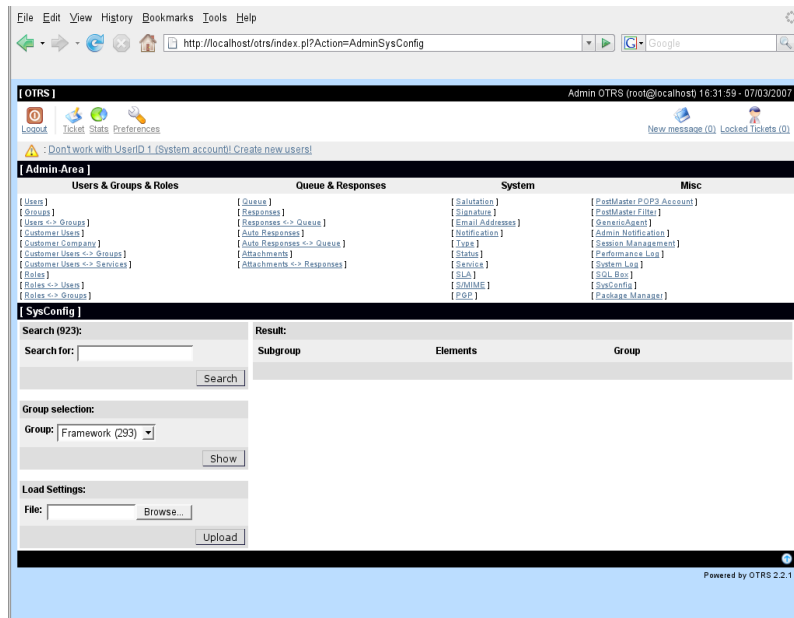 File Edit View History Bookmarks Tools Help
http://localhost/otrs/index.pl?Action=AdminSysConfig
G Google
[ OTRS ] Admin OTRS (root@localhost) 16:31:59 - 07/03/2007
Logout Ticket Stats Preferences New message (0) Locked Tickets (0)
: Don't work with UserID 1 (System account)! Create new users!
[ Admin-Area ]
Users & Groups & Roles Queue & Responses System Misc
[ Users ] [ Queue ] [ Salutation ] [ PostMaster POP3 Account ]
[ Groups ] [ Responses ] [ Signature ] [ PostMaster Filter ]
[ Users <-> Groups ] [ Responses <-> Queue ] [ Email Addresses ] [ GenericAgent ]
[ Customer Users ] [ Auto Responses ] [ Notification ] [ Admin Notification ]
[ Customer Company ] [ Auto Responses <-> Queue ] [ Type ] [ Session Management ]
[ Customer Users <-> Groups ] [ Attachments ] [ Status ] [ Performance Log ]
[ Customer Users <-> Services ] [ Attachments <-> Responses ] [ Service ] [ System Log ]
[ Roles ] [ SLA ] [ SQL Box ]
[ Roles <-> Users ] [ S/MIME ] [ SysConfig ]
[ Roles <-> Groups ] [ PGP ] [ Package Manager ]
[ SysConfig ]
Search (923): Result:
Search for: Subgroup Elements Group
Search
Group selection:
Group: Framework (293)
Show
Load Settings:
File: Browse...
Upload
Powered by OTRS 2.2.1